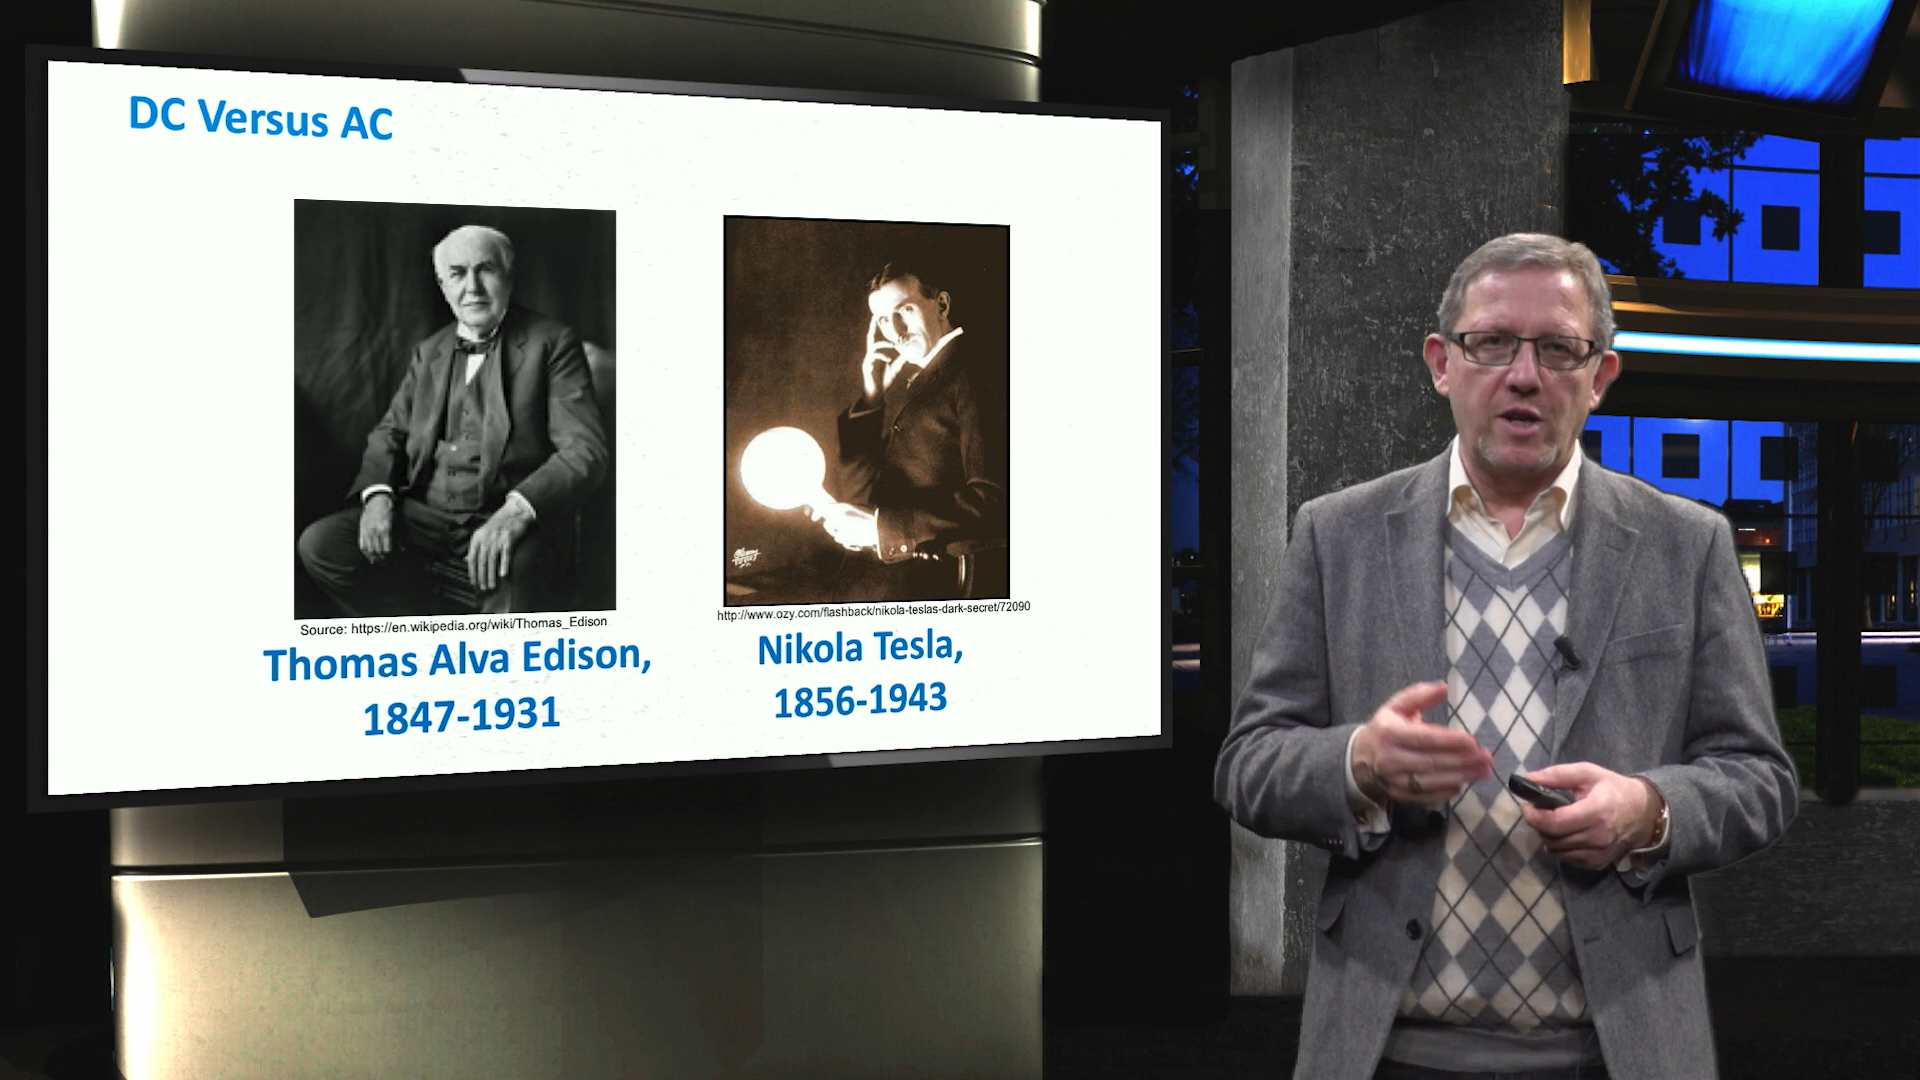 DC Versus AC
Source: https://en.wikipedia.org/wiki/Thomas_Edison
http://www.ozy.com/flashback/nikola-teslas-dark-secret/72090
Thomas Alva Edison,
1847-1931
Nikola Tesla,
1856-1943